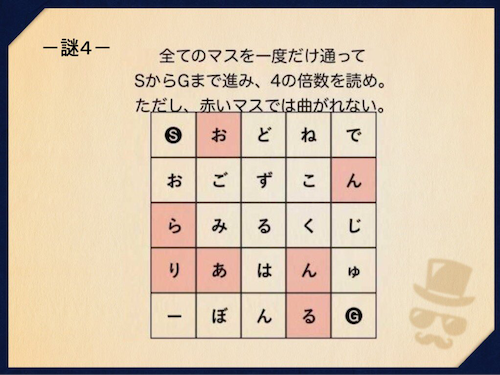 －謎4－
全てのマスを一度だけ通って
SからGまで進み、4の倍数を読め。
ただし、赤いマスでは曲がれない。
S お ど ね で
お ご ず こ ん
ら み る く じ
り あ は ん ゅ
ー ぼ ん る G